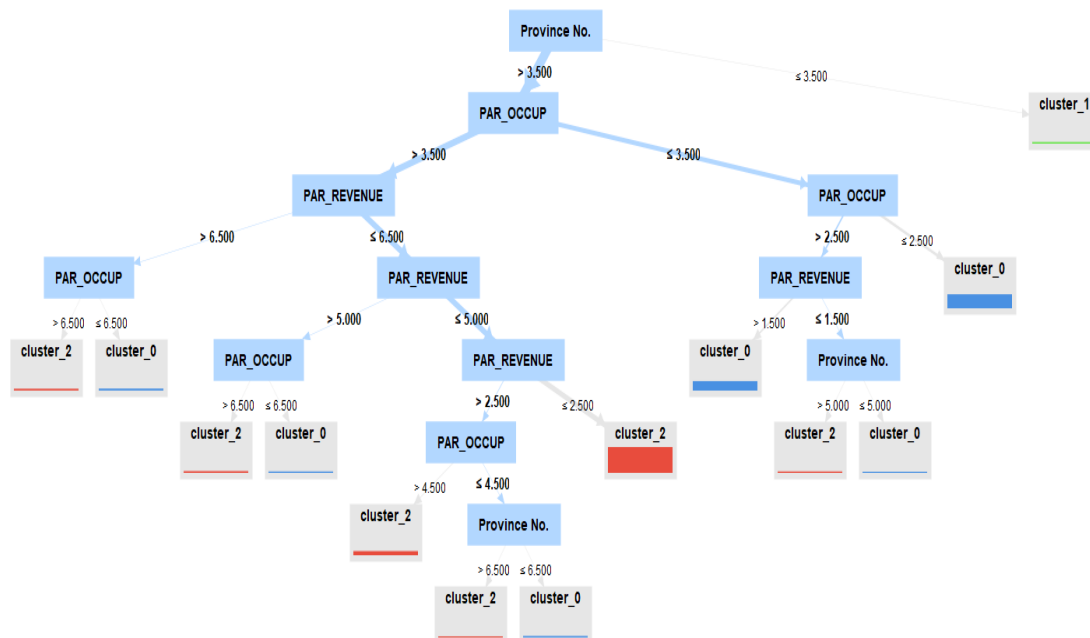 Province No.
> 3.500
≤ 3.500
PAR_OCCUP
cluster_1
> 3.500
≤ 3.500
PAR_REVENUE
PAR_OCCUP
> 6.500
≤ 6.500
> 2.500
≤ 2.500
PAR_OCCUP
PAR_REVENUE
PAR_REVENUE
cluster_0
> 6.500
≤ 6.500
> 5.000
≤ 5.000
> 1.500
≤ 1.500
cluster_2
cluster_0
PAR_OCCUP
PAR_REVENUE
cluster_0
Province No.
> 6.500
≤ 6.500
> 2.500
≤ 2.500
> 5.000
≤ 5.000
cluster_2
cluster_0
PAR_OCCUP
cluster_2
cluster_2
cluster_0
> 4.500
≤ 4.500
cluster_2
Province No.
> 6.500
≤ 6.500
cluster_2
cluster_0